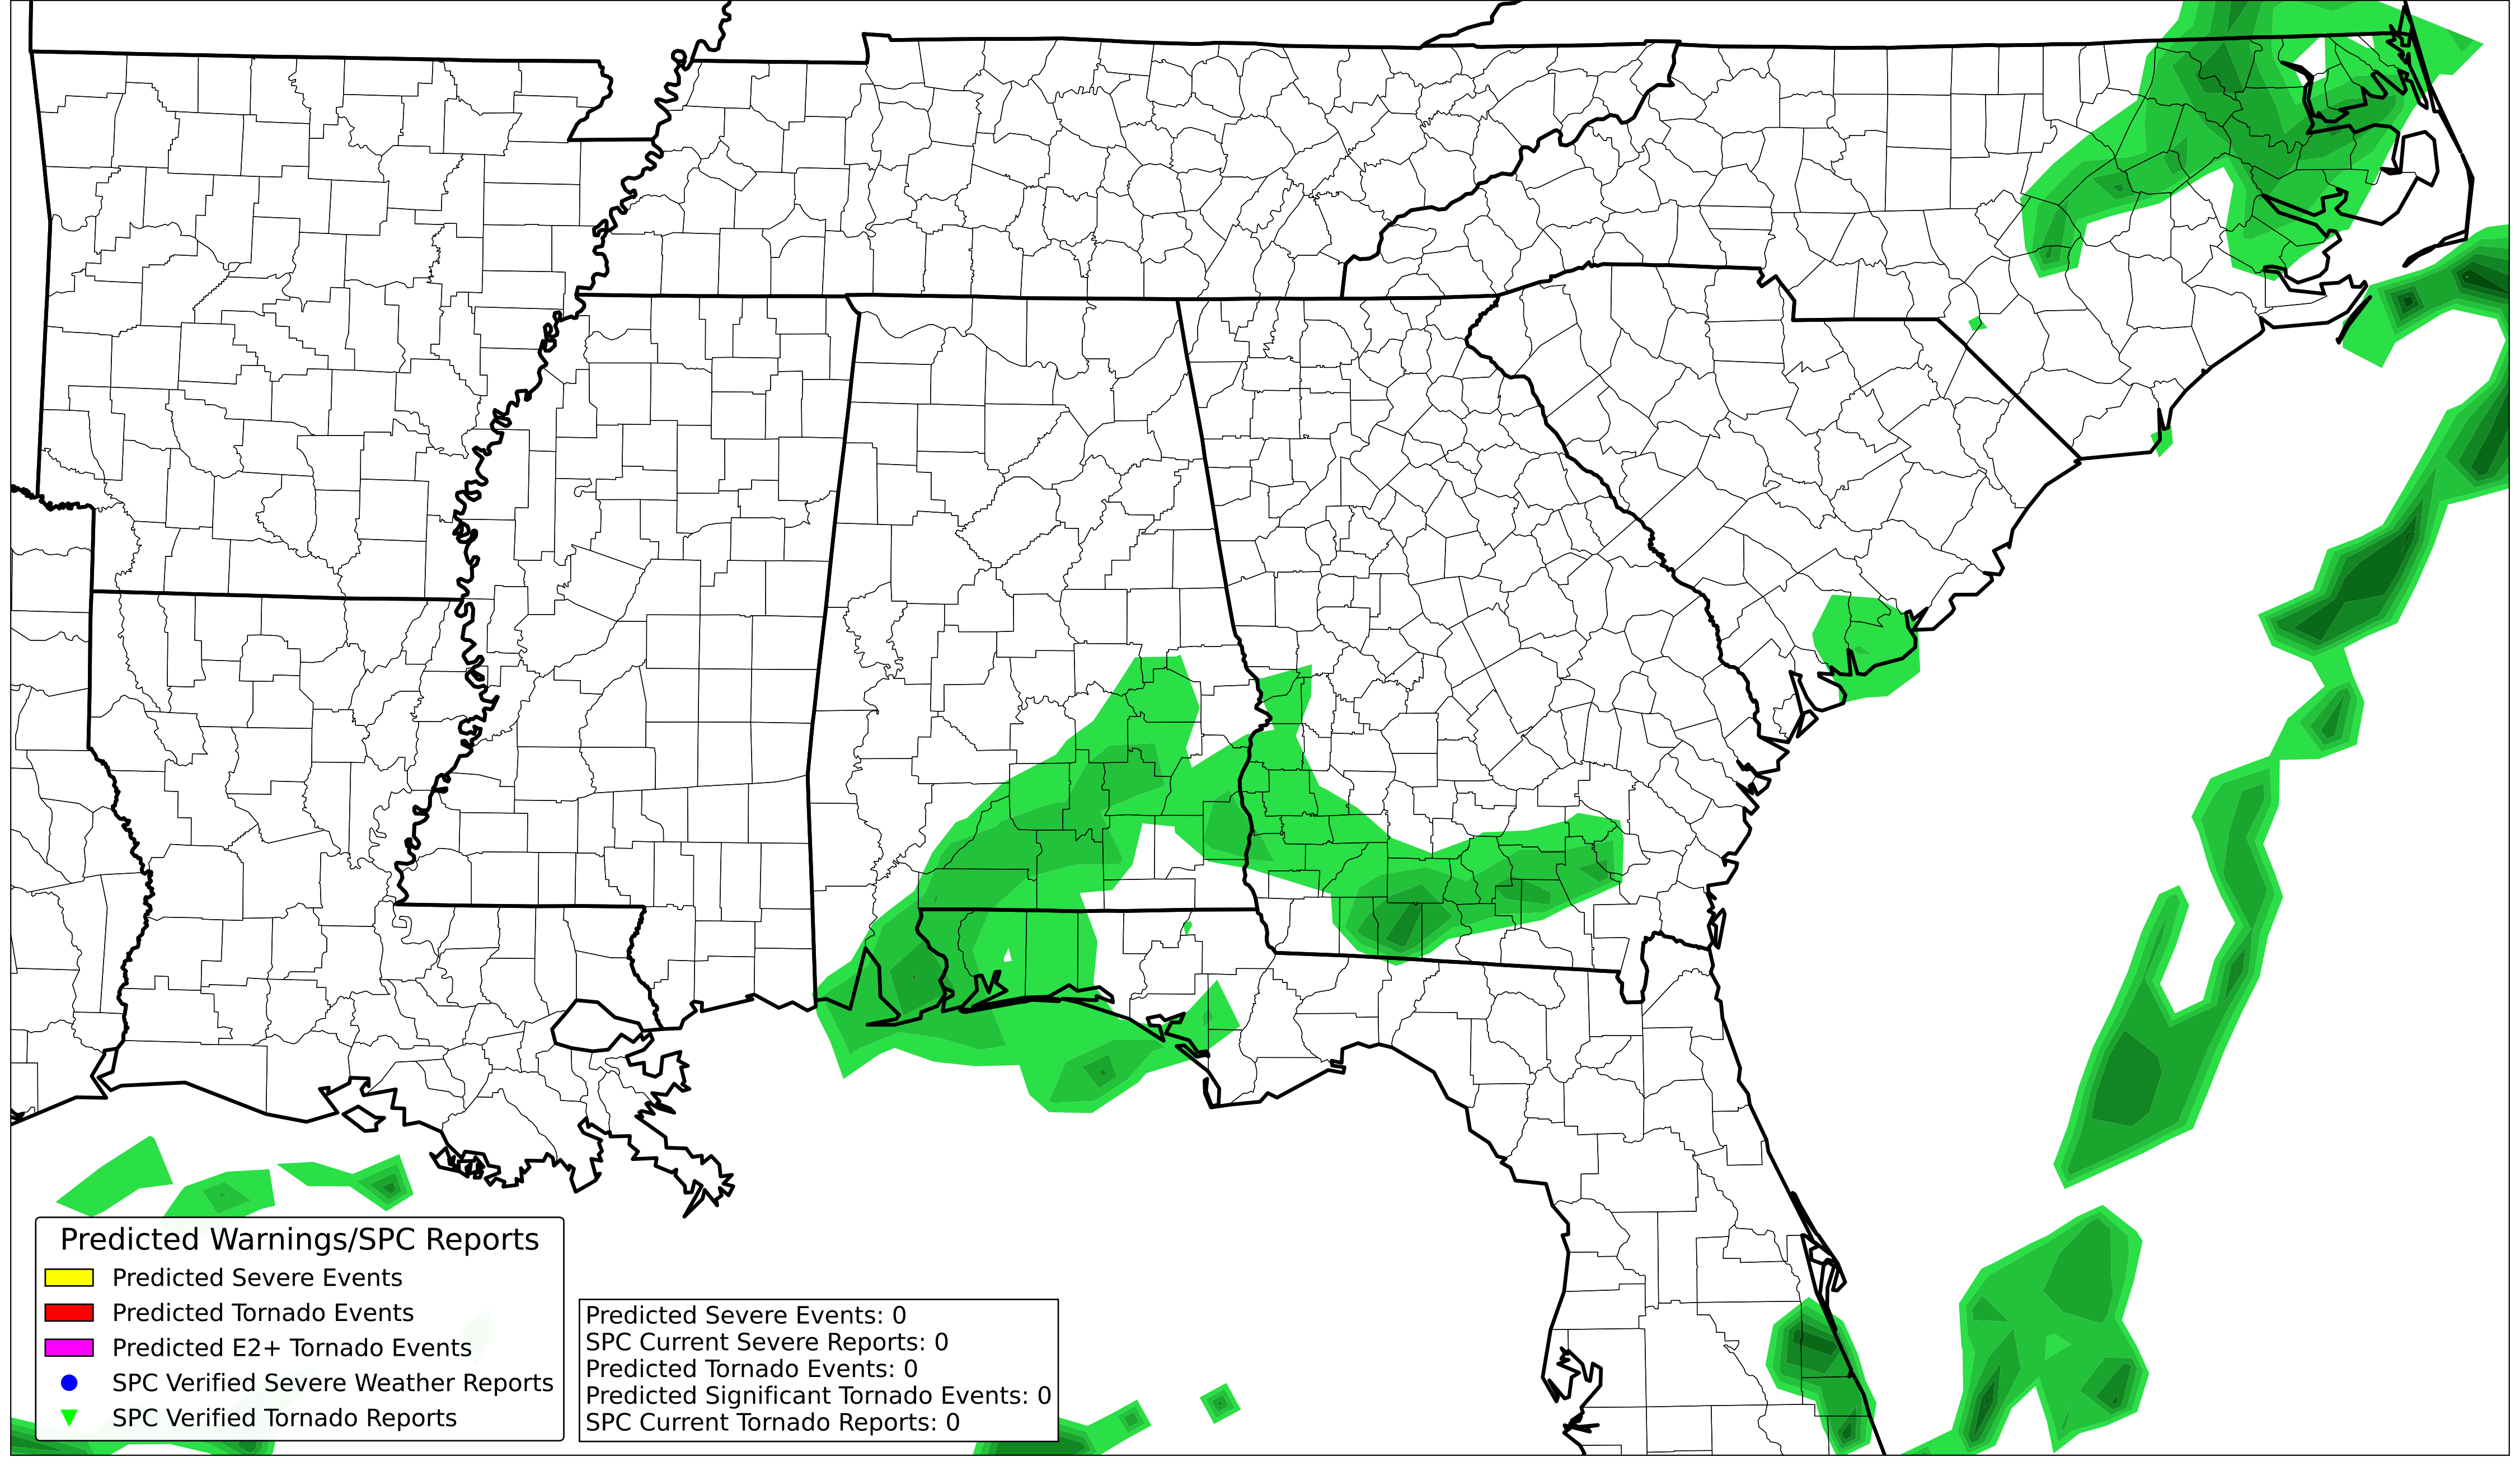 Predicted Warnings/SPC Reports
Predicted Severe Events
Predicted Tornado Events
Predicted E2+ Tornado Events
SPC Verified Severe Weather Reports
SPC Verified Tornado Reports
Predicted Severe Events: 0
SPC Current Severe Reports: 0
Predicted Tornado Events: 0
Predicted Significant Tornado Events: 0
SPC Current Tornado Reports: 0